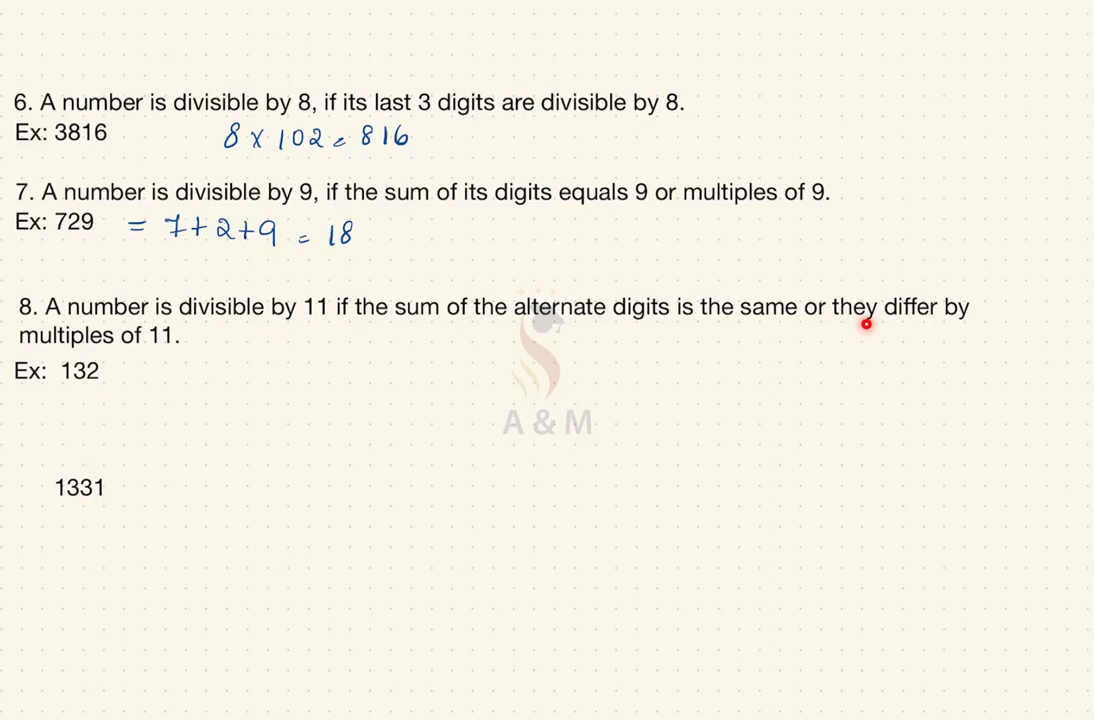 6. A number is divisible by 8, if its last 3 digits are divisible by 8.
Ex: 3816 8 × 102 = 816
7. A number is divisible by 9, if the sum of its digits equals 9 or multiples of 9.
Ex: 729 = 7+2+9 = 18
8. A number is divisible by 11 if the sum of the alternate digits is the same or they differ by
multiples of 11.
Ex: 132
A & M
1331